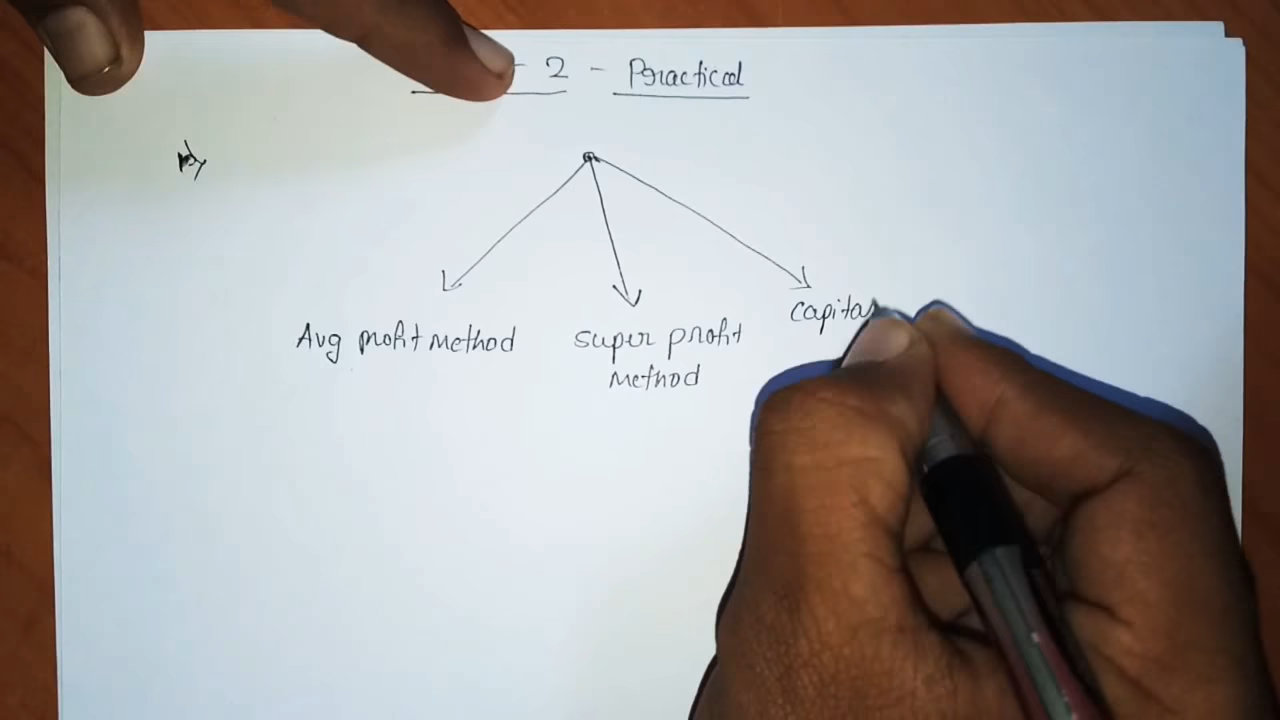 - 2 - Practical
Avg profit method
super profit
method
capita